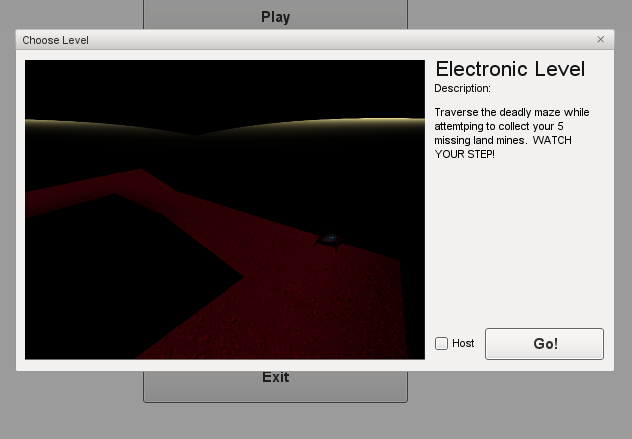 Play
Choose Level
Electronic Level
Description:
Traverse the deadly maze while
attemtping to collect your 5
missing land mines.  WATCH
YOUR STEP!
Host
Go!
Exit